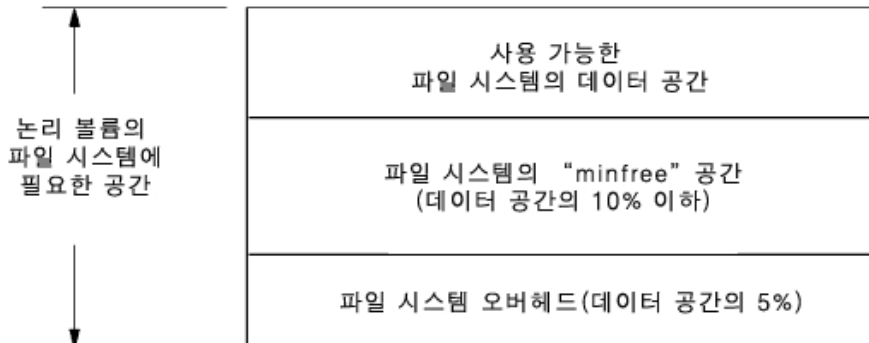 논리 볼륨의
파일 시스템에
필요한 공간
사용 가능한
파일 시스템의 데이터 공간
파일 시스템의 “minfree” 공간
(데이터 공간의 10% 이하)
파일 시스템 오버헤드(데이터 공간의 5%)